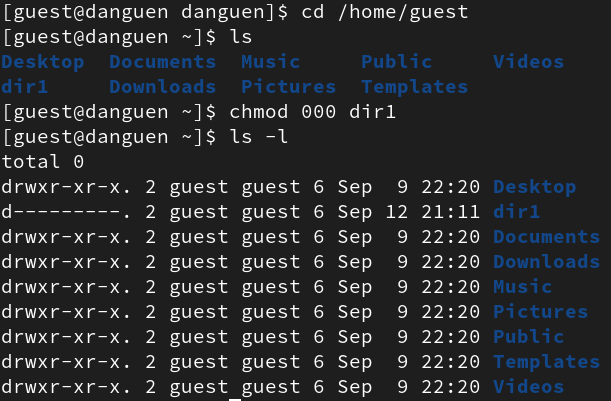 [guest@danguen danguen]$ cd /home/guest
[guest@danguen ~]$ ls
Desktop  Documents  Music     Public     Videos
dir1     Downloads  Pictures  Templates
[guest@danguen ~]$ chmod 000 dir1
[guest@danguen ~]$ ls -l
total 0
drwxr-xr-x. 2 guest guest 6 Sep  9 22:20 Desktop
d---------. 2 guest guest 6 Sep 12 21:11 dir1
drwxr-xr-x. 2 guest guest 6 Sep  9 22:20 Documents
drwxr-xr-x. 2 guest guest 6 Sep  9 22:20 Downloads
drwxr-xr-x. 2 guest guest 6 Sep  9 22:20 Music
drwxr-xr-x. 2 guest guest 6 Sep  9 22:20 Pictures
drwxr-xr-x. 2 guest guest 6 Sep  9 22:20 Public
drwxr-xr-x. 2 guest guest 6 Sep  9 22:20 Templates
drwxr-xr-x. 2 guest guest 6 Sep  9 22:20 Videos